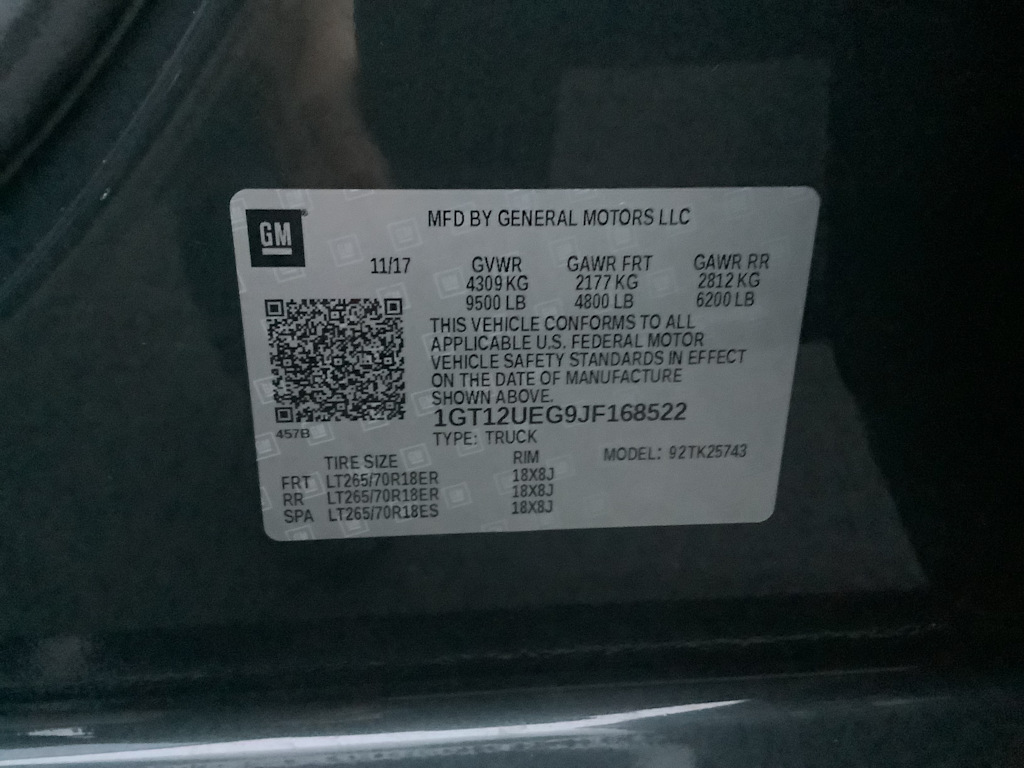 GM
MFD BY GENERAL MOTORS LLC
11/17 GVWR GAWR FRT GAWR RR
4309 KG 2177 KG 2812 KG
9500 LB 4800 LB 6200 LB
THIS VEHICLE CONFORMS TO ALL
APPLICABLE U.S. FEDERAL MOTOR
VEHICLE SAFETY STANDARDS IN EFFECT
ON THE DATE OF MANUFACTURE
SHOWN ABOVE.
1GT12UEG9JF168522
457B
TYPE: TRUCK
MODEL: 92TK25743
TIRE SIZE RIM
FRT LT265/70R18ER 18X8J
RR LT265/70R18ER 18X8J
SPA LT265/70R18ES 18X8J